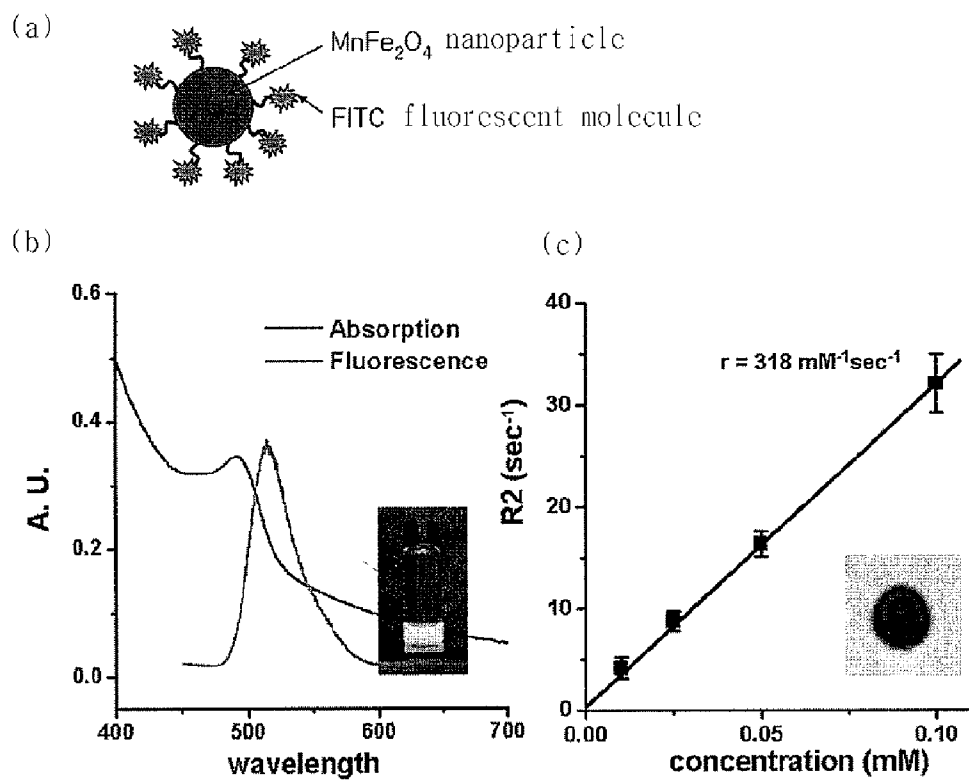 (a)
MnFe₂O₄ nanoparticle
FITC fluorescent molecule
(b)
0.6
0.4
0.2
0.0
A. U.
Absorption
Fluorescence
400
500
600
700
wavelength
(c)
40
30
20
10
0
R2 (sec⁻¹)
r = 318 mM⁻¹sec⁻¹
0.00
0.05
0.10
concentration (mM)